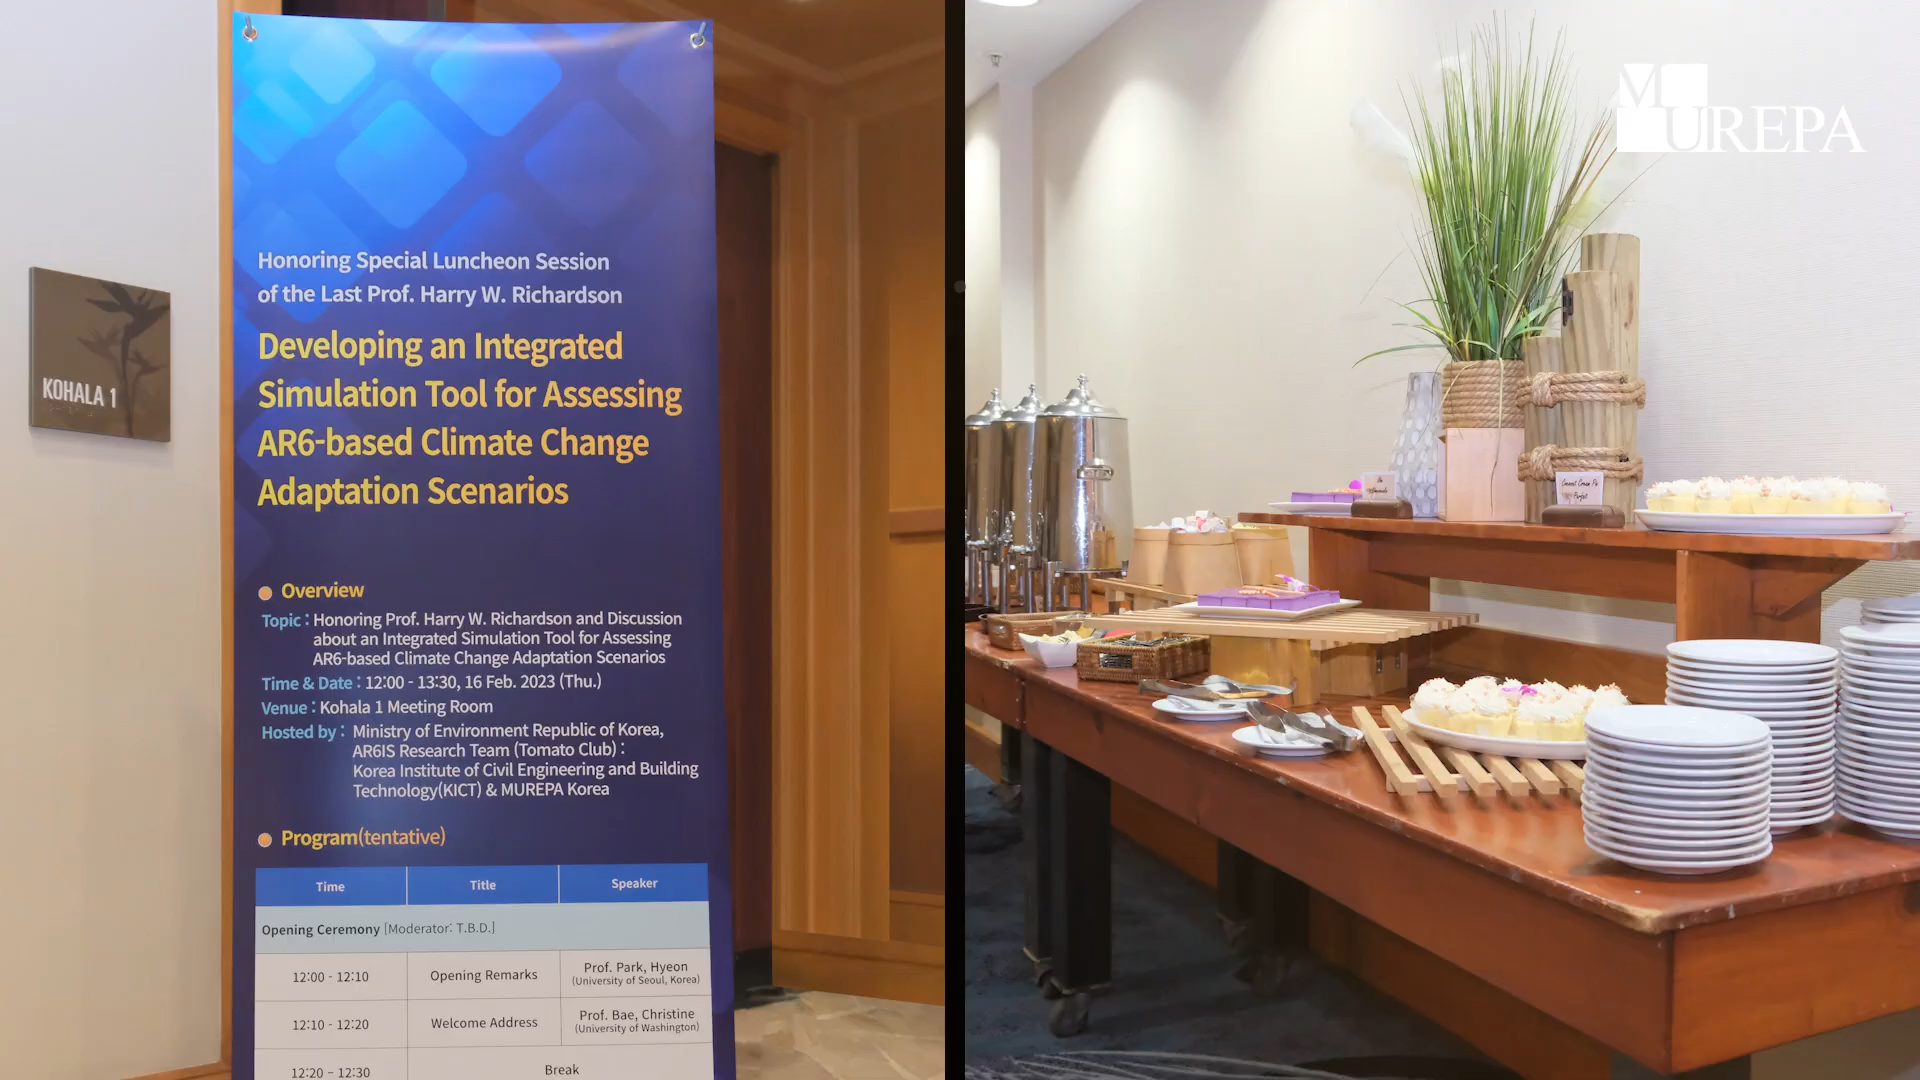 KOHALA 1
Honoring Special Luncheon Session
of the Last Prof. Harry W. Richardson
Developing an Integrated
Simulation Tool for Assessing
AR6-based Climate Change
Adaptation Scenarios
Overview
Topic : Honoring Prof. Harry W. Richardson and Discussion
about an Integrated Simulation Tool for Assessing
AR6-based Climate Change Adaptation Scenarios
Time & Date : 12:00 - 13:30, 16 Feb. 2023 (Thu.)
Venue : Kohala 1 Meeting Room
Hosted by : Ministry of Environment Republic of Korea,
AR6IS Research Team (Tomato Club) :
Korea Institute of Civil Engineering and Building
Technology(KICT) & MUREPA Korea
Program(tentative)
Time Title Speaker
Opening Ceremony [Moderator: T.B.D.]
12:00 - 12:10 Opening Remarks Prof. Park, Hyeon
(University of Seoul, Korea)
12:10 - 12:20 Welcome Address Prof. Bae, Christine
(University of Washington)
12:20 - 12:30 Break
MUREPA
Coconut Cream Pie
Parfait